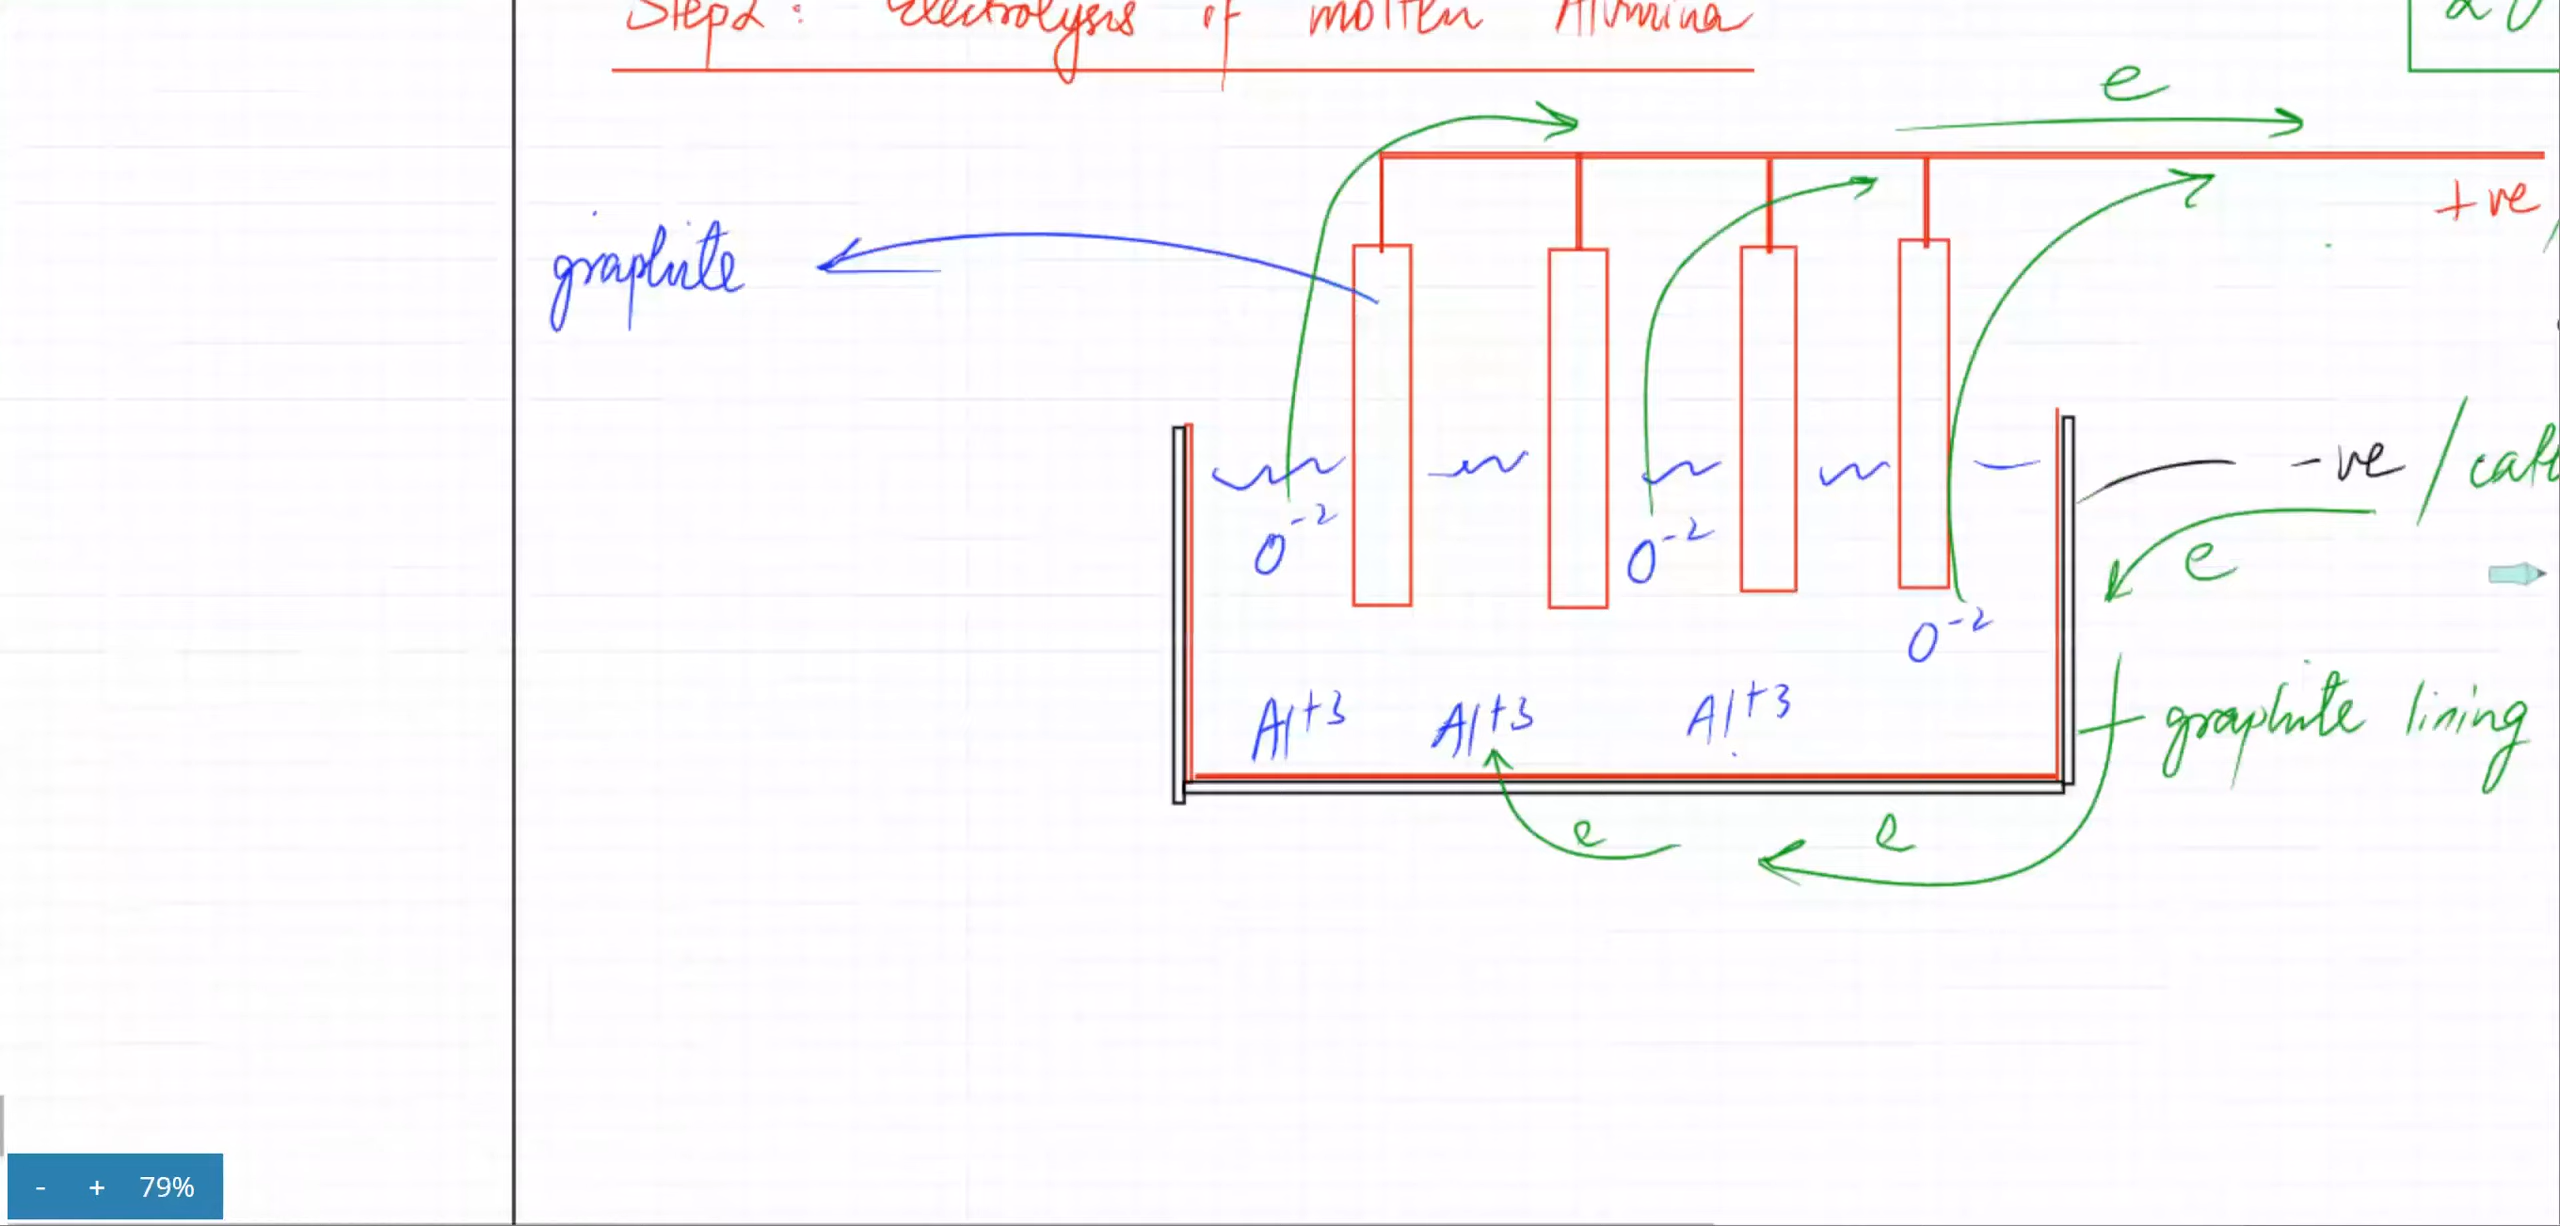 Step2: Electrolysis of molten Alumina
e
+ve
graphite
-ve /
O-2 O-2
e
O-2
Al+3 Al+3 Al+3
graphite lining
e e
- + 79%